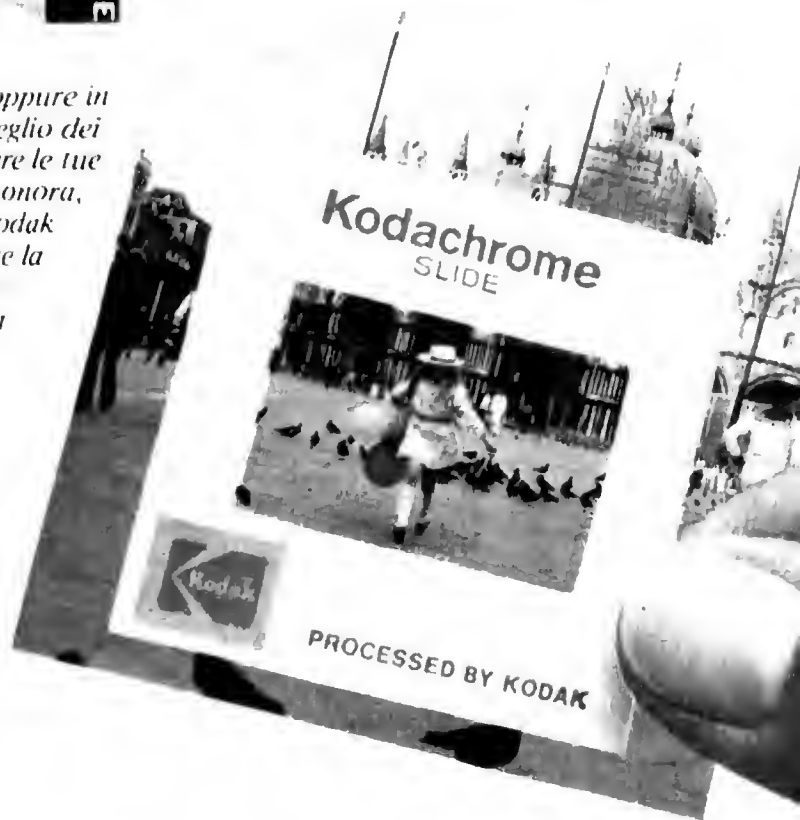 oppure in
eglio dei
re le tue
onora,
odak
e la
Kodachrome
SLIDE
Kodak
PROCESSED BY KODAK